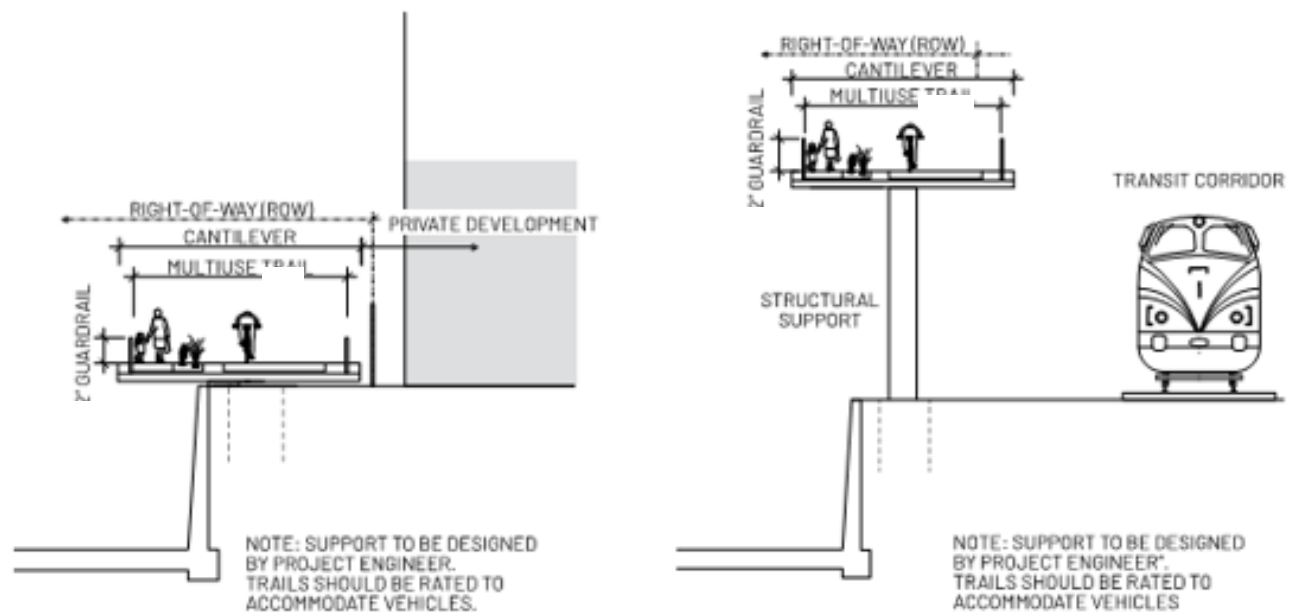 RIGHT-OF-WAY (ROW)
CANTILEVER
MULTIUSE
2" GUARDRAIL
PRIVATE DEVELOPMENT
NOTE: SUPPORT TO BE DESIGNED
BY PROJECT ENGINEER.
TRAILS SHOULD BE RATED TO
ACCOMMODATE VEHICLES.
RIGHT-OF-WAY (ROW)
CANTILEVER
MULTIUSE
2" GUARDRAIL
TRANSIT CORRIDOR
STRUCTURAL
SUPPORT
NOTE: SUPPORT TO BE DESIGNED
BY PROJECT ENGINEER".
TRAILS SHOULD BE RATED TO
ACCOMMODATE VEHICLES